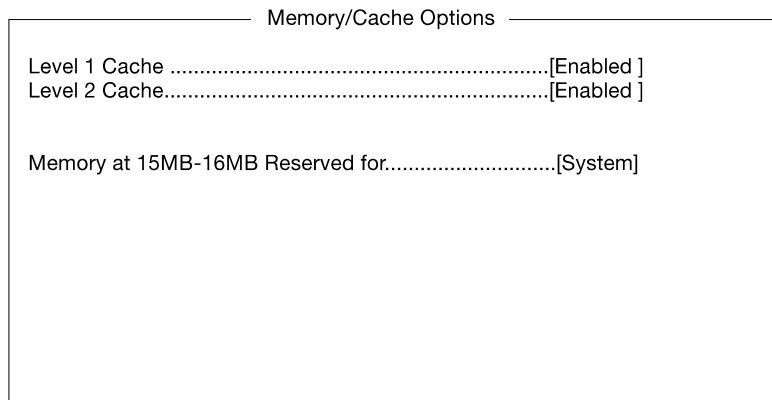 Memory/Cache Options
Level 1 Cache ................................................................[Enabled ]
Level 2 Cache.................................................................[Enabled ]
Memory at 15MB-16MB Reserved for.............................[System]